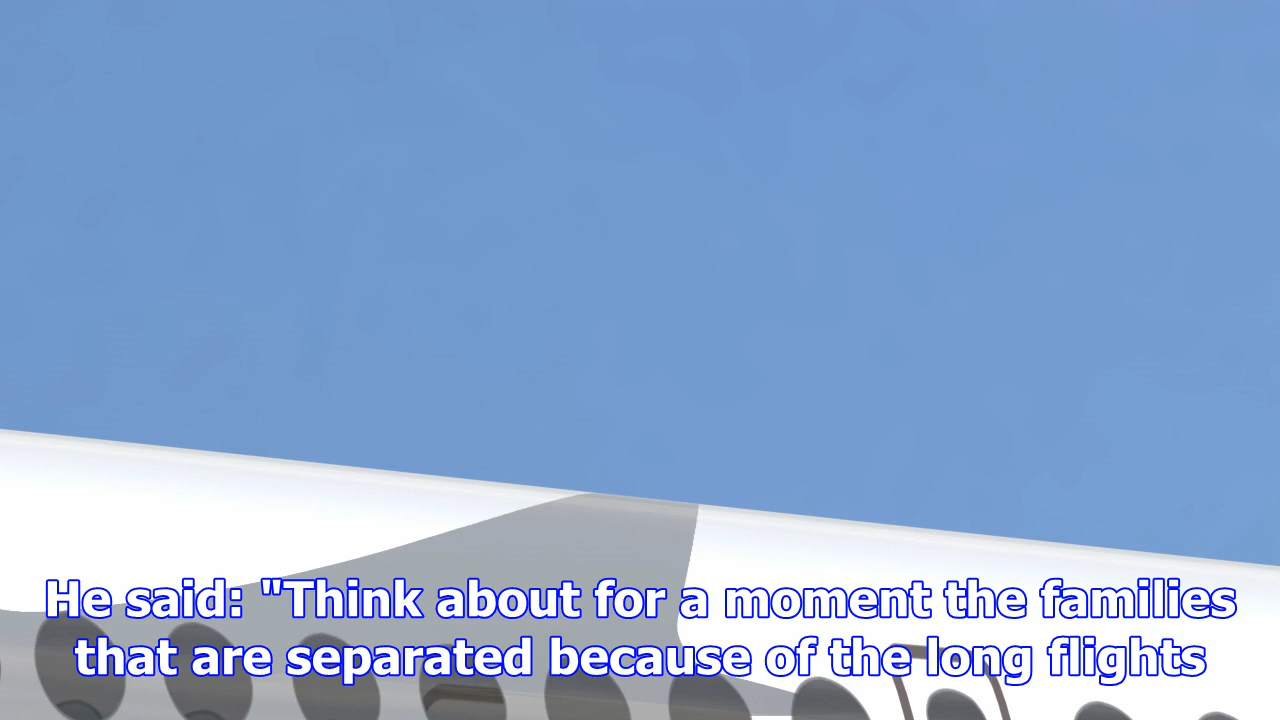 He said: "Think about for a moment the families
that are separated because of the long flights